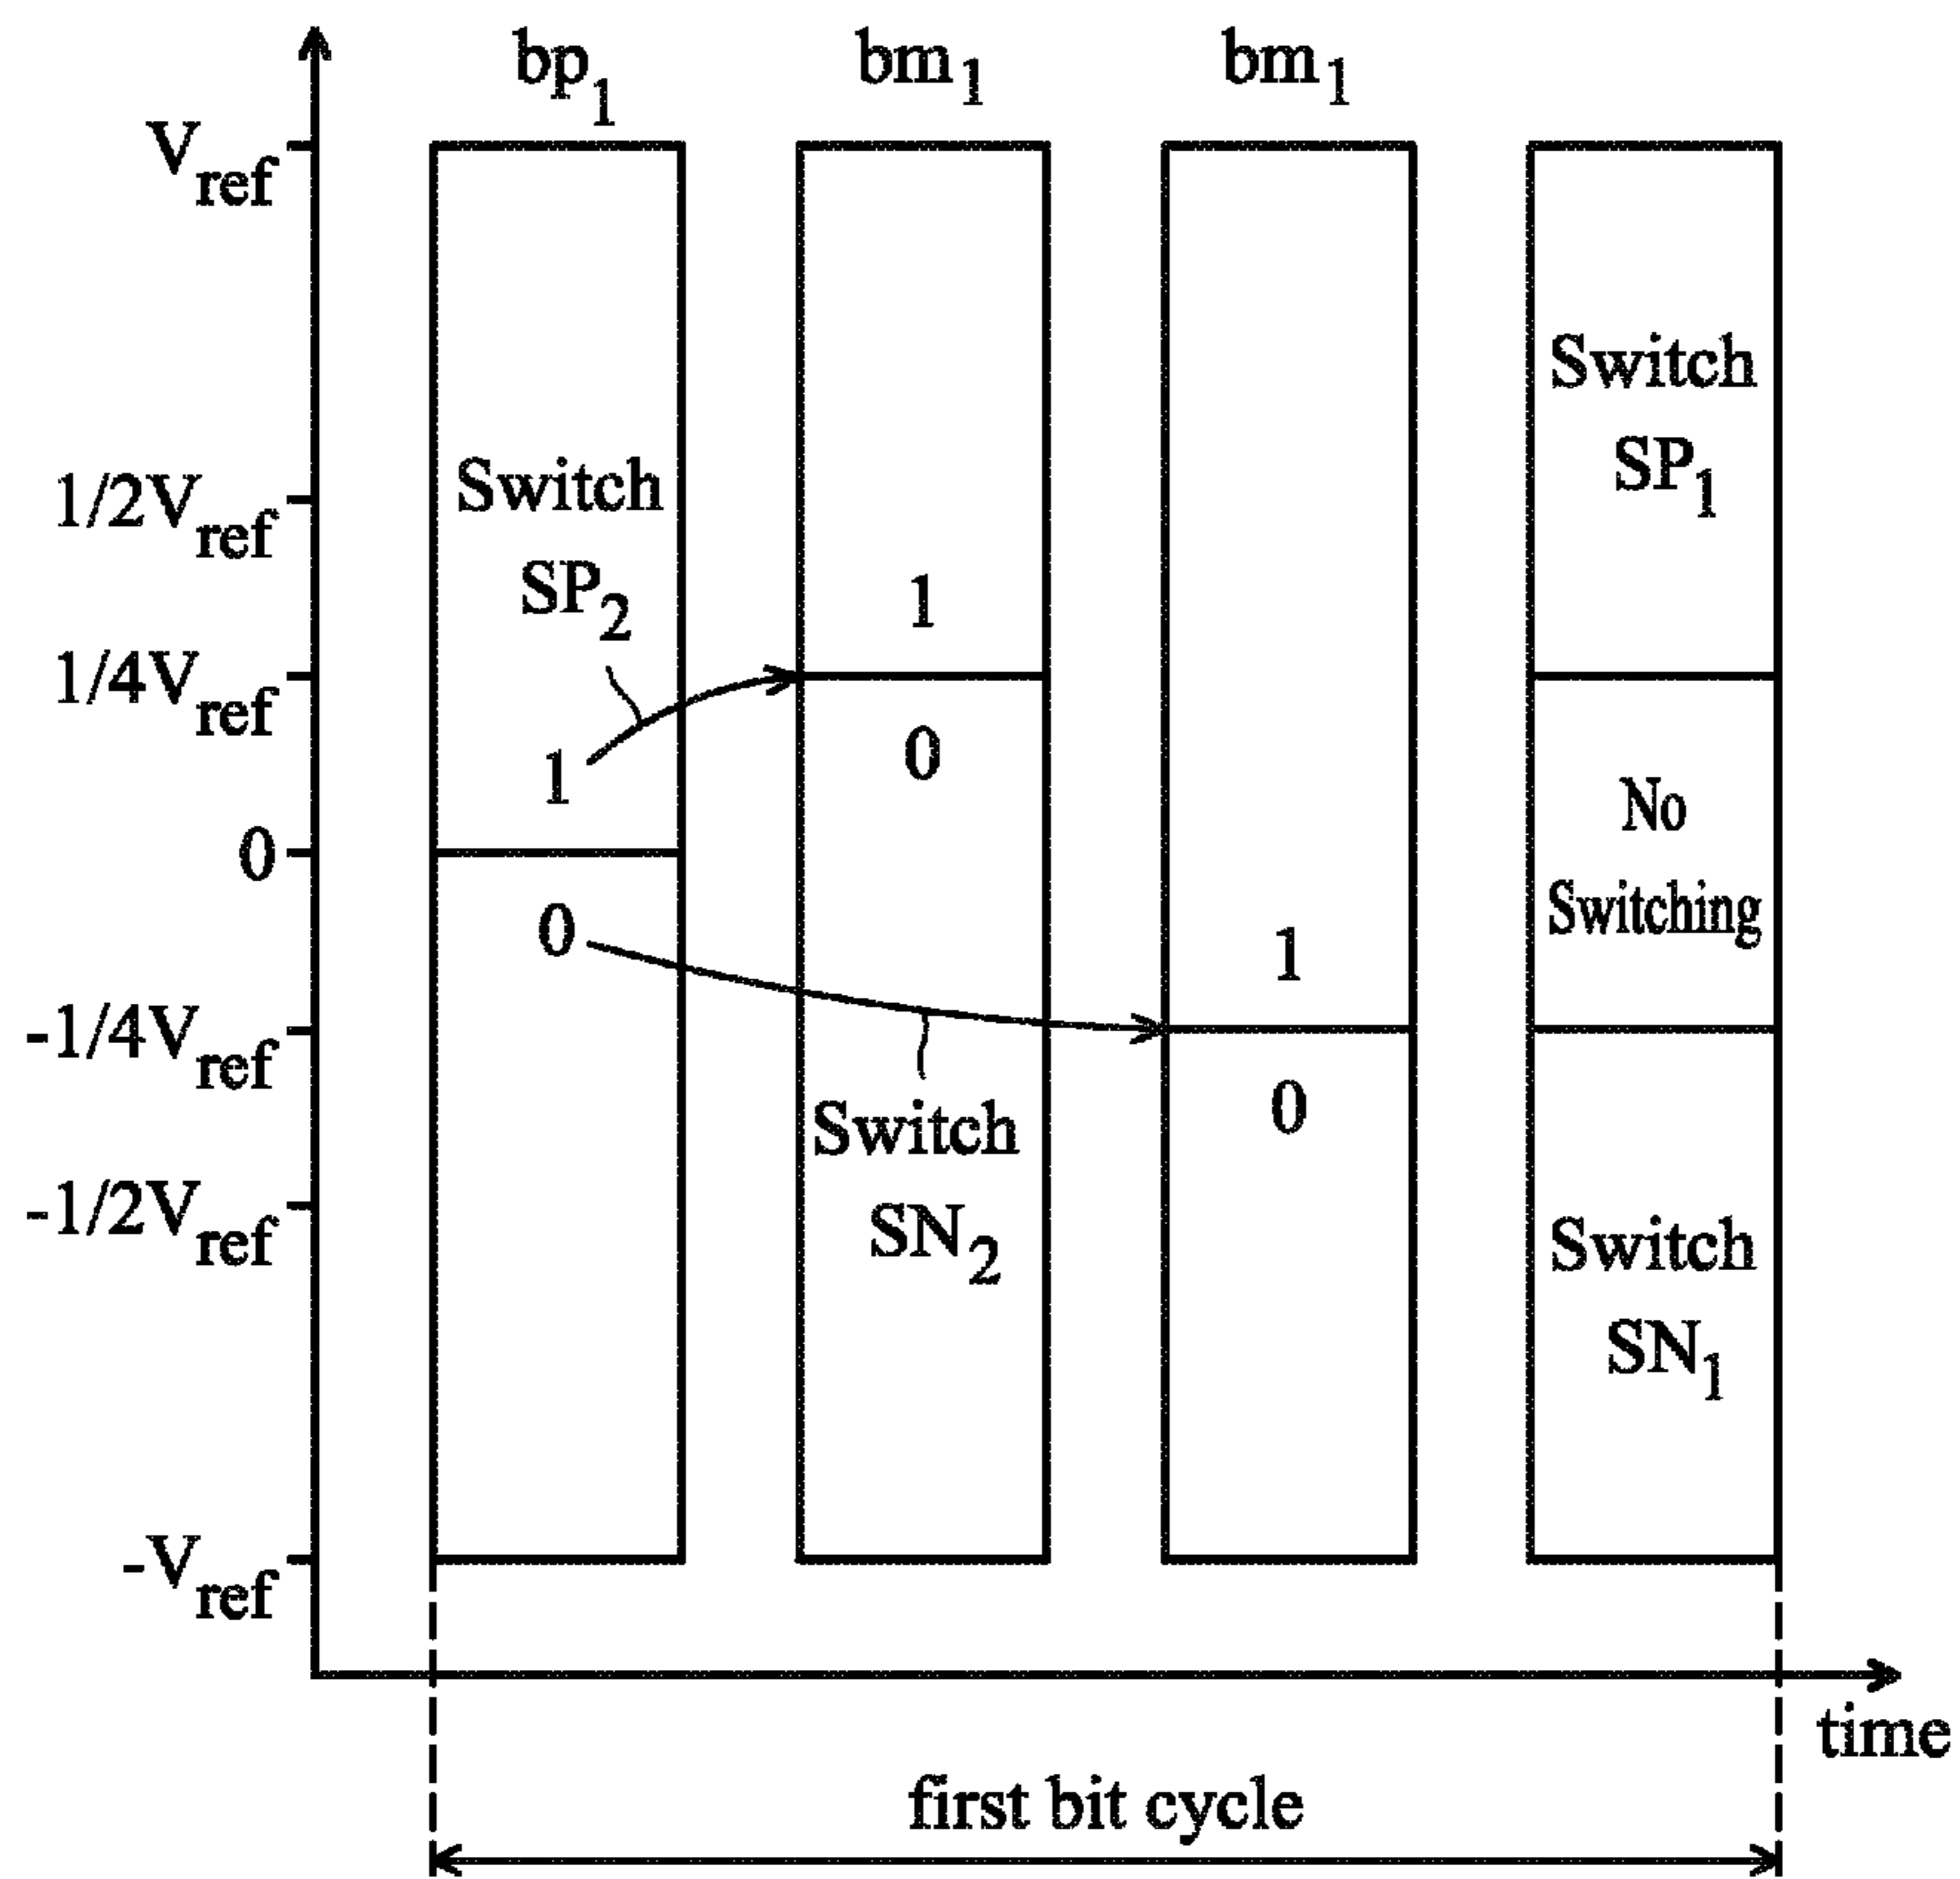 bp₁
bm₁
bm₁
Vref
1/2Vref
1/4Vref
0
-1/4Vref
-1/2Vref
-Vref
Switch
SP₂
1
0
1
0
Switch
SN₂
1
0
Switch
SP₁
No
Switching
Switch
SN₁
time
first bit cycle